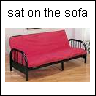 sat on the sofa